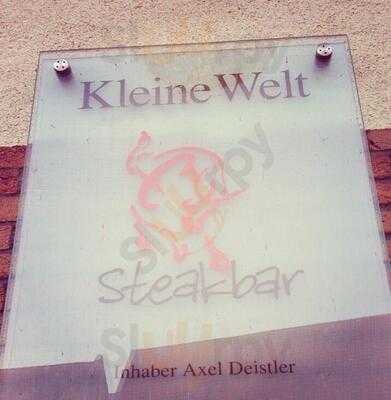 Kleine Welt
Steakbar
Inhaber Axel Deistler